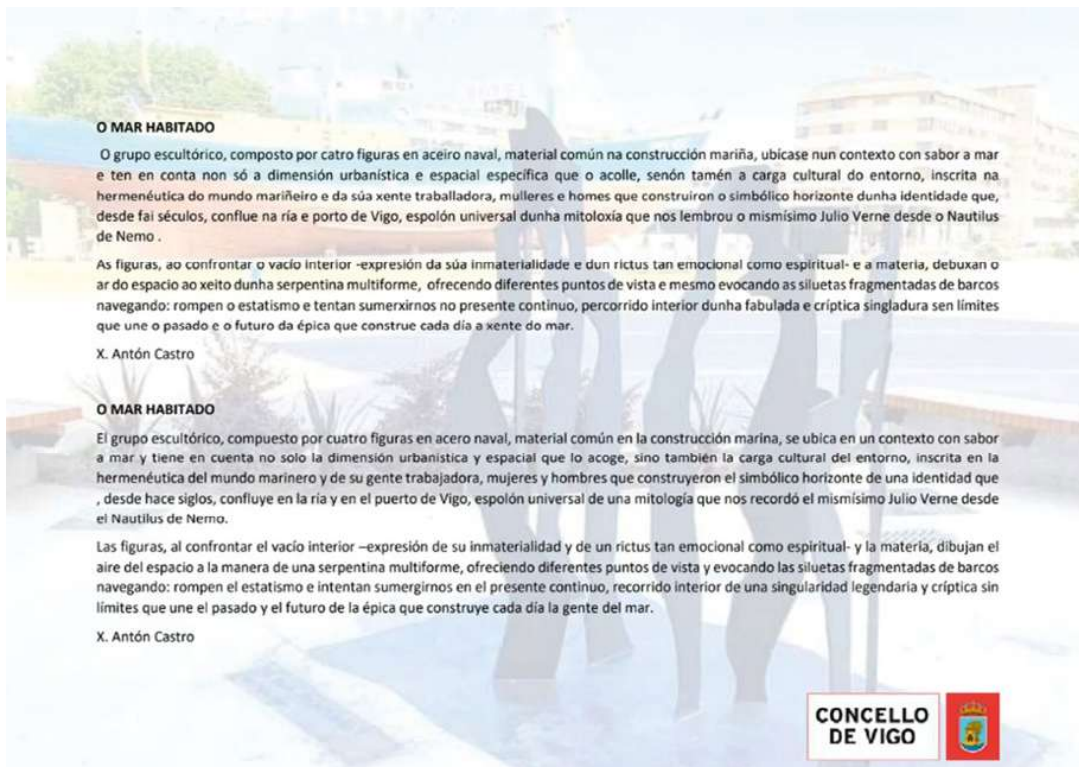 O MAR HABITADO
O grupo escultórico, composto por catro figuras en aceiro naval, material común na construcción mariña, ubícase nun contexto con sabor a mar
e ten en conta non só a dimensión urbanística e espacial específica que o acolle, senón tamén a carga cultural do entorno, inscrita na
hermenéutica do mundo mariñeiro e da súa xente traballadora, mulleres e homes que construiron o simbólico horizonte dunha identidade que,
desde fai séculos, conflue na ría e porto de Vigo, espolón universal dunha mitoloxía que nos lembrou o mismísimo Julio Verne desde o Nautilus
de Nemo .
As figuras, ao confrontar o vacío interior -expresión da súa inmaterialidade e dun rictus tan emocional como espiritual- e a materia, debuxan o
ar do espacio ao xeito dunha serpentina multiforme, ofrecendo diferentes puntos de vista e mesmo evocando as siluetas fragmentadas de barcos
navegando: rompen o estatismo e tentan sumerxirnos no presente continuo, percorrido interior dunha fabulada e críptica singladura sen límites
que une o pasado e o futuro da épica que construe cada día a xente do mar.
X. Antón Castro
O MAR HABITADO
El grupo escultórico, compuesto por cuatro figuras en acero naval, material común en la construcción marina, se ubica en un contexto con sabor
a mar y tiene en cuenta no solo la dimensión urbanística y espacial que lo acoge, sino también la carga cultural del entorno, inscrita en la
hermenéutica del mundo marinero y de su gente trabajadora, mujeres y hombres que construyeron el simbólico horizonte de una identidad que
, desde hace siglos, confluye en la ría y en el puerto de Vigo, espolón universal de una mitología que nos recordó el mismísimo Julio Verne desde
el Nautilus de Nemo.
Las figuras, al confrontar el vacío interior –expresión de su inmaterialidad y de un rictus tan emocional como espiritual- y la materia, dibujan el
aire del espacio a la manera de una serpentina multiforme, ofreciendo diferentes puntos de vista y evocando las siluetas fragmentadas de barcos
navegando: rompen el estatismo e intentan sumergirnos en el presente continuo, recorrido interior de una singularidad legendaria y críptica sin
límites que une el pasado y el futuro de la épica que construye cada día la gente del mar.
X. Antón Castro
CONCELLO
DE VIGO